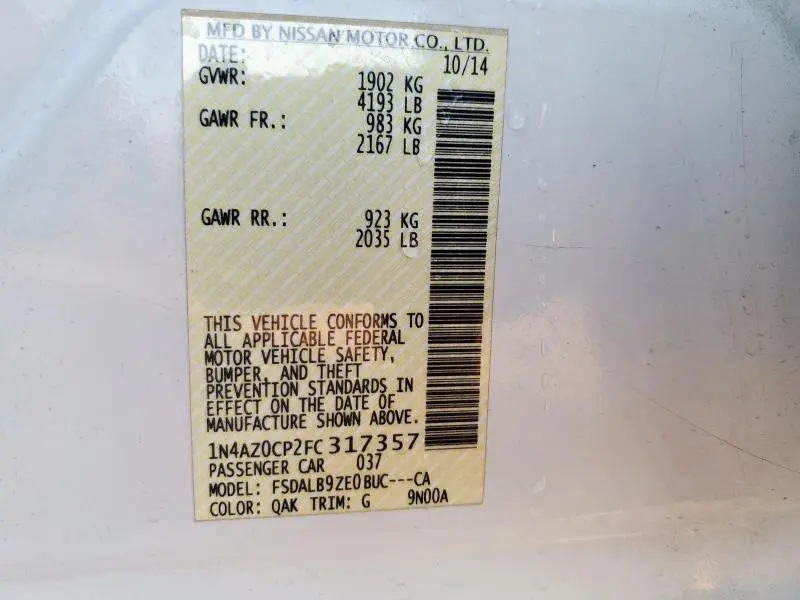 MFD BY NISSAN MOTOR CO., LTD.
DATE: 10/14
GVWR: 1902 KG
4193 LB
GAWR FR.: 983 KG
2167 LB
GAWR RR.: 923 KG
2035 LB
THIS VEHICLE CONFORMS TO
ALL APPLICABLE FEDERAL
MOTOR VEHICLE SAFETY,
BUMPER, AND THEFT
PREVENTION STANDARDS IN
EFFECT ON THE DATE OF
MANUFACTURE SHOWN ABOVE.
1N4AZ0CP2FC317357
PASSENGER CAR 037
MODEL: FSDALB9ZE0BUC---CA
COLOR: QAK TRIM: G 9N00A